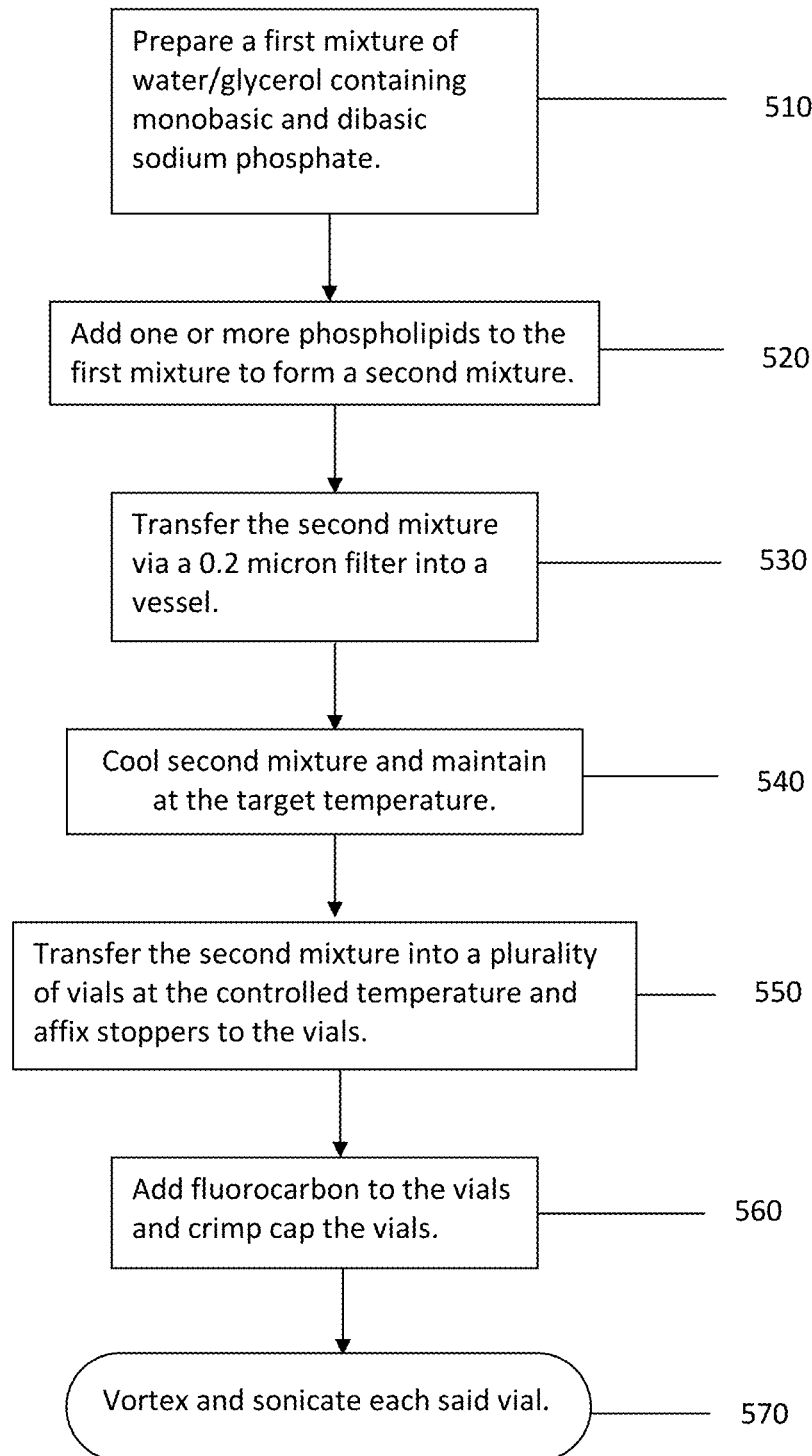 Prepare a first mixture of
water/glycerol containing
monobasic and dibasic
sodium phosphate.
510
Add one or more phospholipids to the
first mixture to form a second mixture.
520
Transfer the second mixture
via a 0.2 micron filter into a
vessel.
530
Cool second mixture and maintain
at the target temperature.
540
Transfer the second mixture into a plurality
of vials at the controlled temperature and
affix stoppers to the vials.
550
Add fluorocarbon to the vials
and crimp cap the vials.
560
Vortex and sonicate each said vial.
570